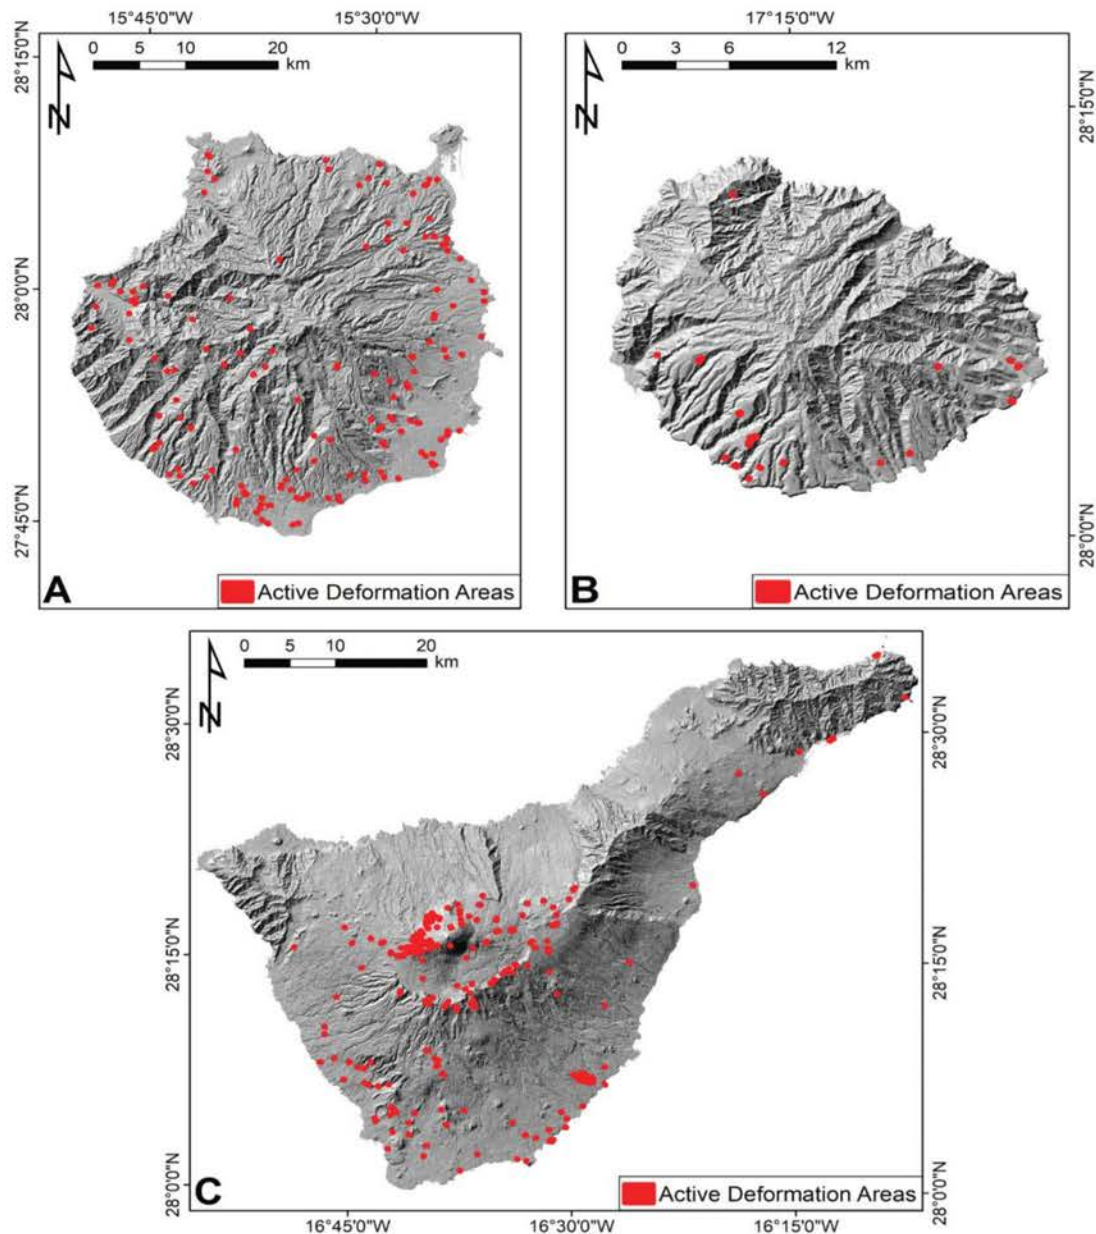 15°45'0"W 15°30'0"W
28°15'0"N
28°0'0"N
27°45'0"N
0 5 10 20
km
N
A
Active Deformation Areas
17°15'0"W
0 3 6 12
km
N
28°15'0"N
28°0'0"N
B
Active Deformation Areas
0 5 10 20
km
N
28°30'0"N
28°15'0"N
28°0'0"N
28°30'0"N
28°15'0"N
28°0'0"N
C
Active Deformation Areas
16°45'0"W 16°30'0"W 16°15'0"W